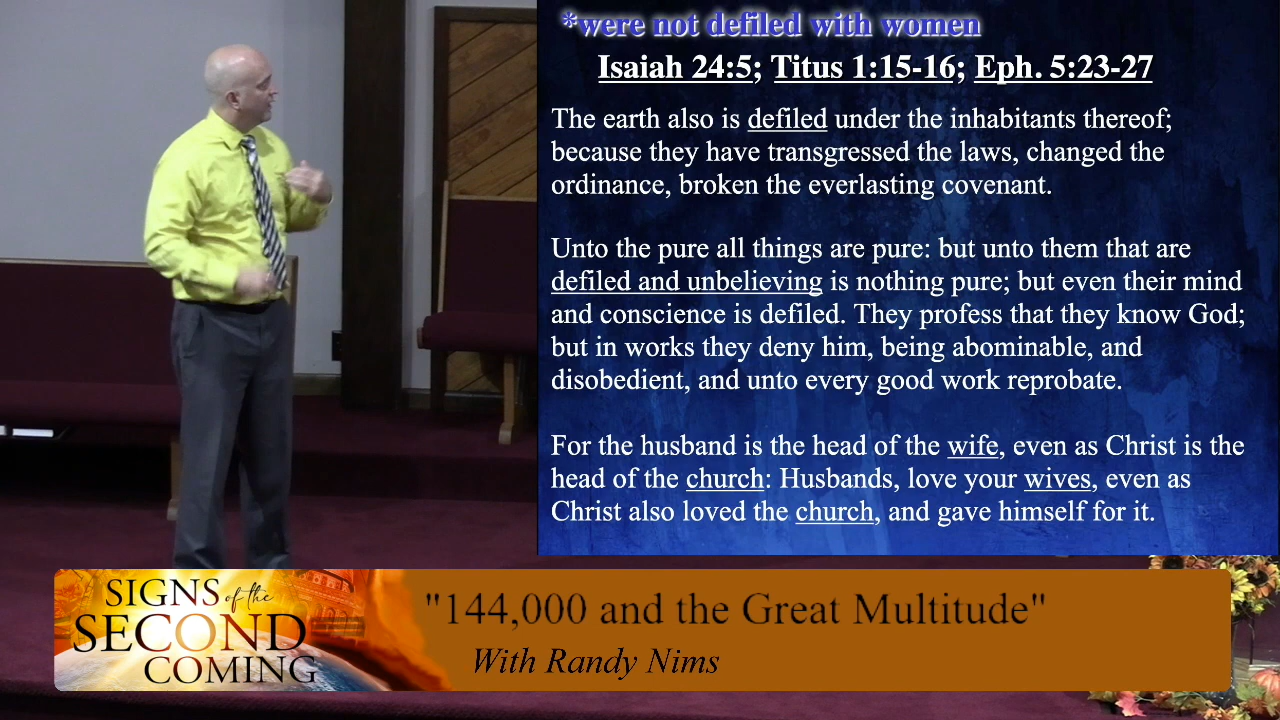 *were not defiled with women
Isaiah 24:5; Titus 1:15-16; Eph. 5:23-27
The earth also is defiled under the inhabitants thereof;
because they have transgressed the laws, changed the
ordinance, broken the everlasting covenant.
Unto the pure all things are pure: but unto them that are
defiled and unbelieving is nothing pure; but even their mind
and conscience is defiled. They profess that they know God;
but in works they deny him, being abominable, and
disobedient, and unto every good work reprobate.
For the husband is the head of the wife, even as Christ is the
head of the church: Husbands, love your wives, even as
Christ also loved the church, and gave himself for it.
SIGNS of the
SECOND
COMING
"144,000 and the Great Multitude"
With Randy Nims